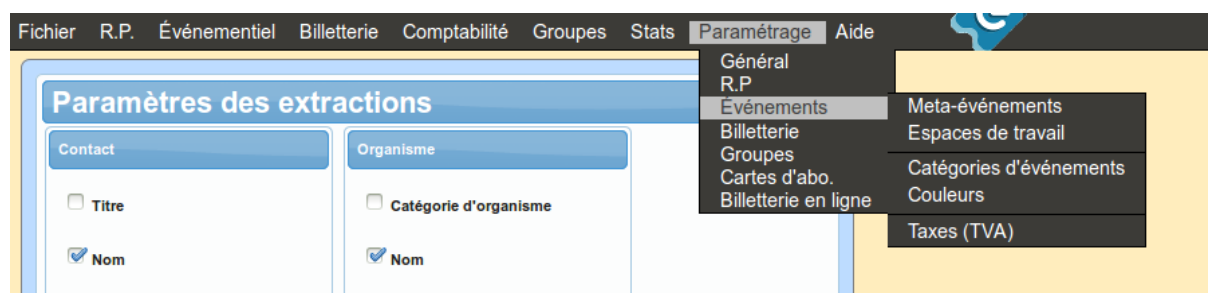 Fichier R.P. Événementiel Billetterie Comptabilité Groupes Stats Paramétrage Aide
Général
R.P
Événements
Billetterie
Groupes
Cartes d'abo.
Billetterie en ligne
Meta-événements
Espaces de travail
Catégories d'événements
Couleurs
Taxes (TVA)
Paramètres des extractions
Contact
Titre
Nom
Organisme
Catégorie d'organisme
Nom